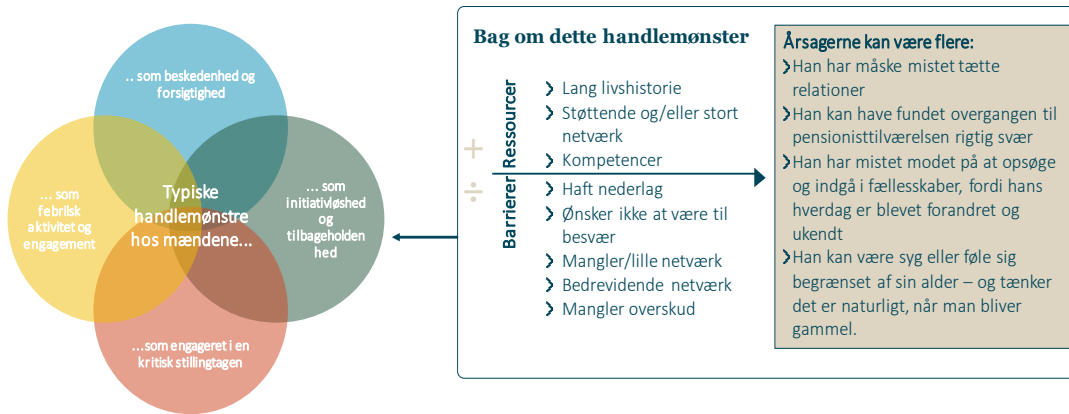 .. som beskedenhed og
forsigtighed
... som
febrilsk
aktivitet og
engagement
Typiske
handlemønstre
hos mændene...
... som
initiativløshed
og
tilbageholden
hed
...som engageret i en
kritisk stillingtagen
Bag om dette handlemønster
+
÷
Ressourcer
Barrierer
Lang livshistorie
Støttende og/eller stort
netværk
Kompetencer
Haft nederlag
Ønsker ikke at være til
besvær
Mangler/lille netværk
Bedrevidende netværk
Mangler overskud
Årsagerne kan være flere:
Han har måske mistet tætte
relationer
Han kan have fundet overgangen til
pensionisttilværelsen rigtig svær
Han har mistet modet på at opsøge
og indgå i fællesskaber, fordi hans
hverdag er blevet forandret og
ukendt
Han kan være syg eller føle sig
begrænset af sin alder – og tænker
det er naturligt, når man bliver
gammel.